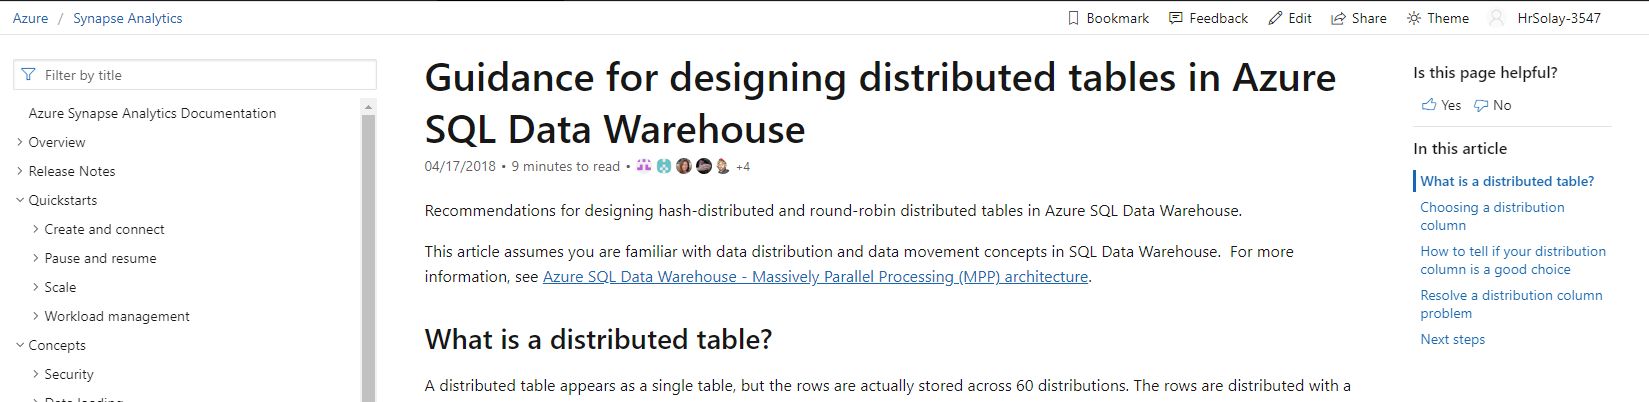 Azure / Synapse Analytics
Bookmark Feedback Edit Share Theme HrSolay-3547
Filter by title
Azure Synapse Analytics Documentation
Overview
Release Notes
Quickstarts
Create and connect
Pause and resume
Scale
Workload management
Concepts
Security
Data loading
Guidance for designing distributed tables in Azure
SQL Data Warehouse
04/17/2018 • 9 minutes to read • +4
Recommendations for designing hash-distributed and round-robin distributed tables in Azure SQL Data Warehouse.
This article assumes you are familiar with data distribution and data movement concepts in SQL Data Warehouse. For more
information, see Azure SQL Data Warehouse - Massively Parallel Processing (MPP) architecture.
What is a distributed table?
A distributed table appears as a single table, but the rows are actually stored across 60 distributions. The rows are distributed with a
Is this page helpful?
Yes No
In this article
What is a distributed table?
Choosing a distribution
column
How to tell if your distribution
column is a good choice
Resolve a distribution column
problem
Next steps